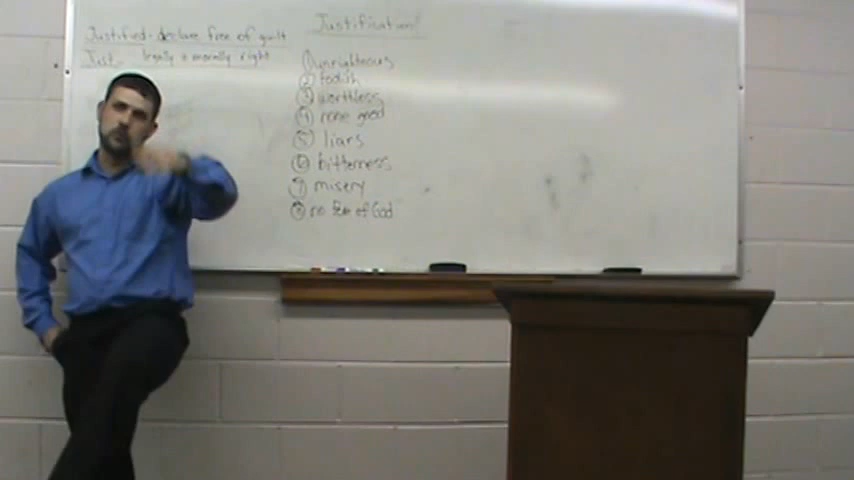 Justified - declare free of guilt
Just - legally & morally right
Justification!
① unrighteous
② foolish
③ worthless
④ none good
⑤ liars
⑥ bitterness
⑦ misery
⑧ no fear of God